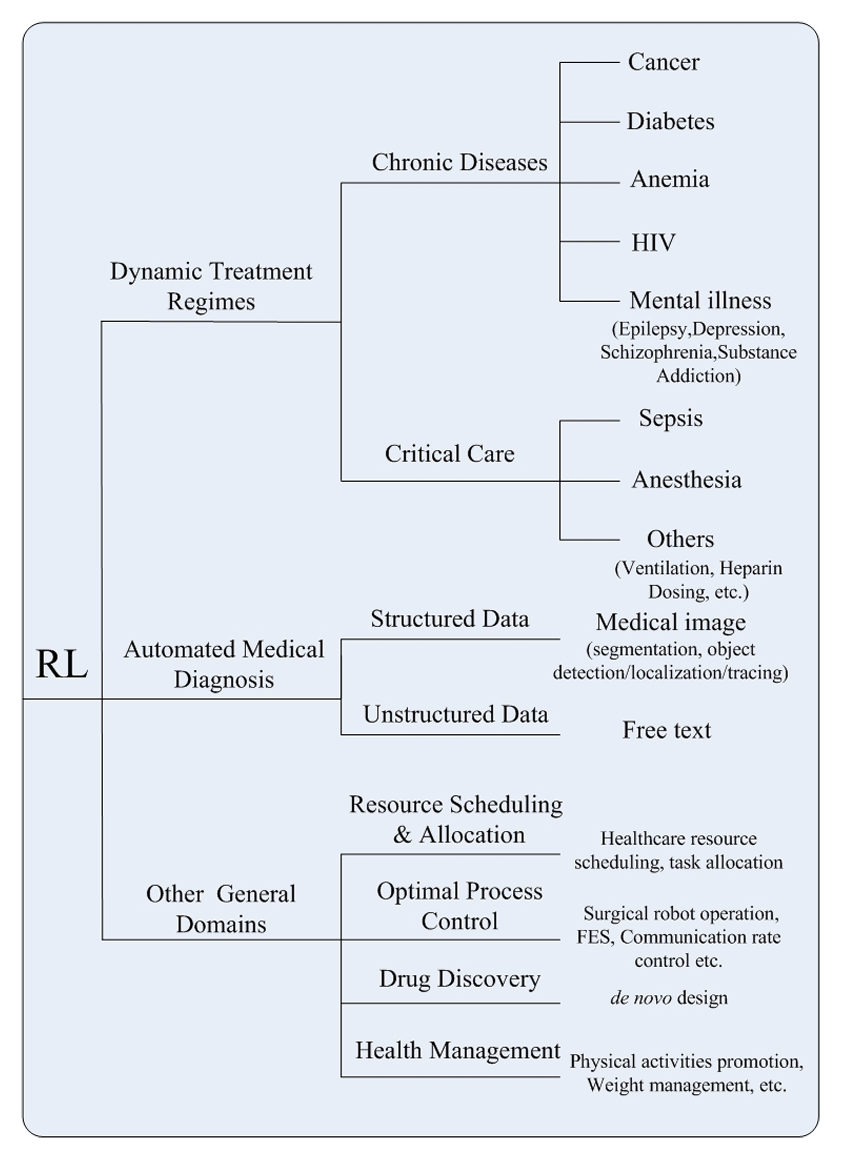 Cancer
Diabetes
Chronic Diseases
Anemia
HIV
Dynamic Treatment
Regimes
Mental illness
(Epilepsy,Depression,
Schizophrenia,Substance
Addiction)
Sepsis
Critical Care
Anesthesia
Others
(Ventilation, Heparin
Dosing, etc.)
RL
Automated Medical
Diagnosis
Structured Data
Medical image
(segmentation, object
detection/localization/tracing)
Unstructured Data
Free text
Other General
Domains
Resource Scheduling
& Allocation
Healthcare resource
scheduling, task allocation
Optimal Process
Control
Surgical robot operation,
FES, Communication rate
control etc.
Drug Discovery
de novo design
Health Management
Physical activities promotion,
Weight management, etc.